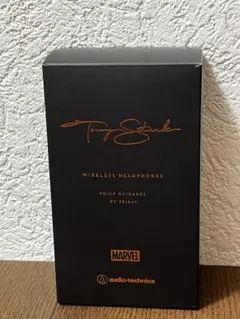 Tony Stark
WIRELESS HEADPHONES
VOICE GUIDANCE
BY FRIDAY
MARVEL
audio-technica